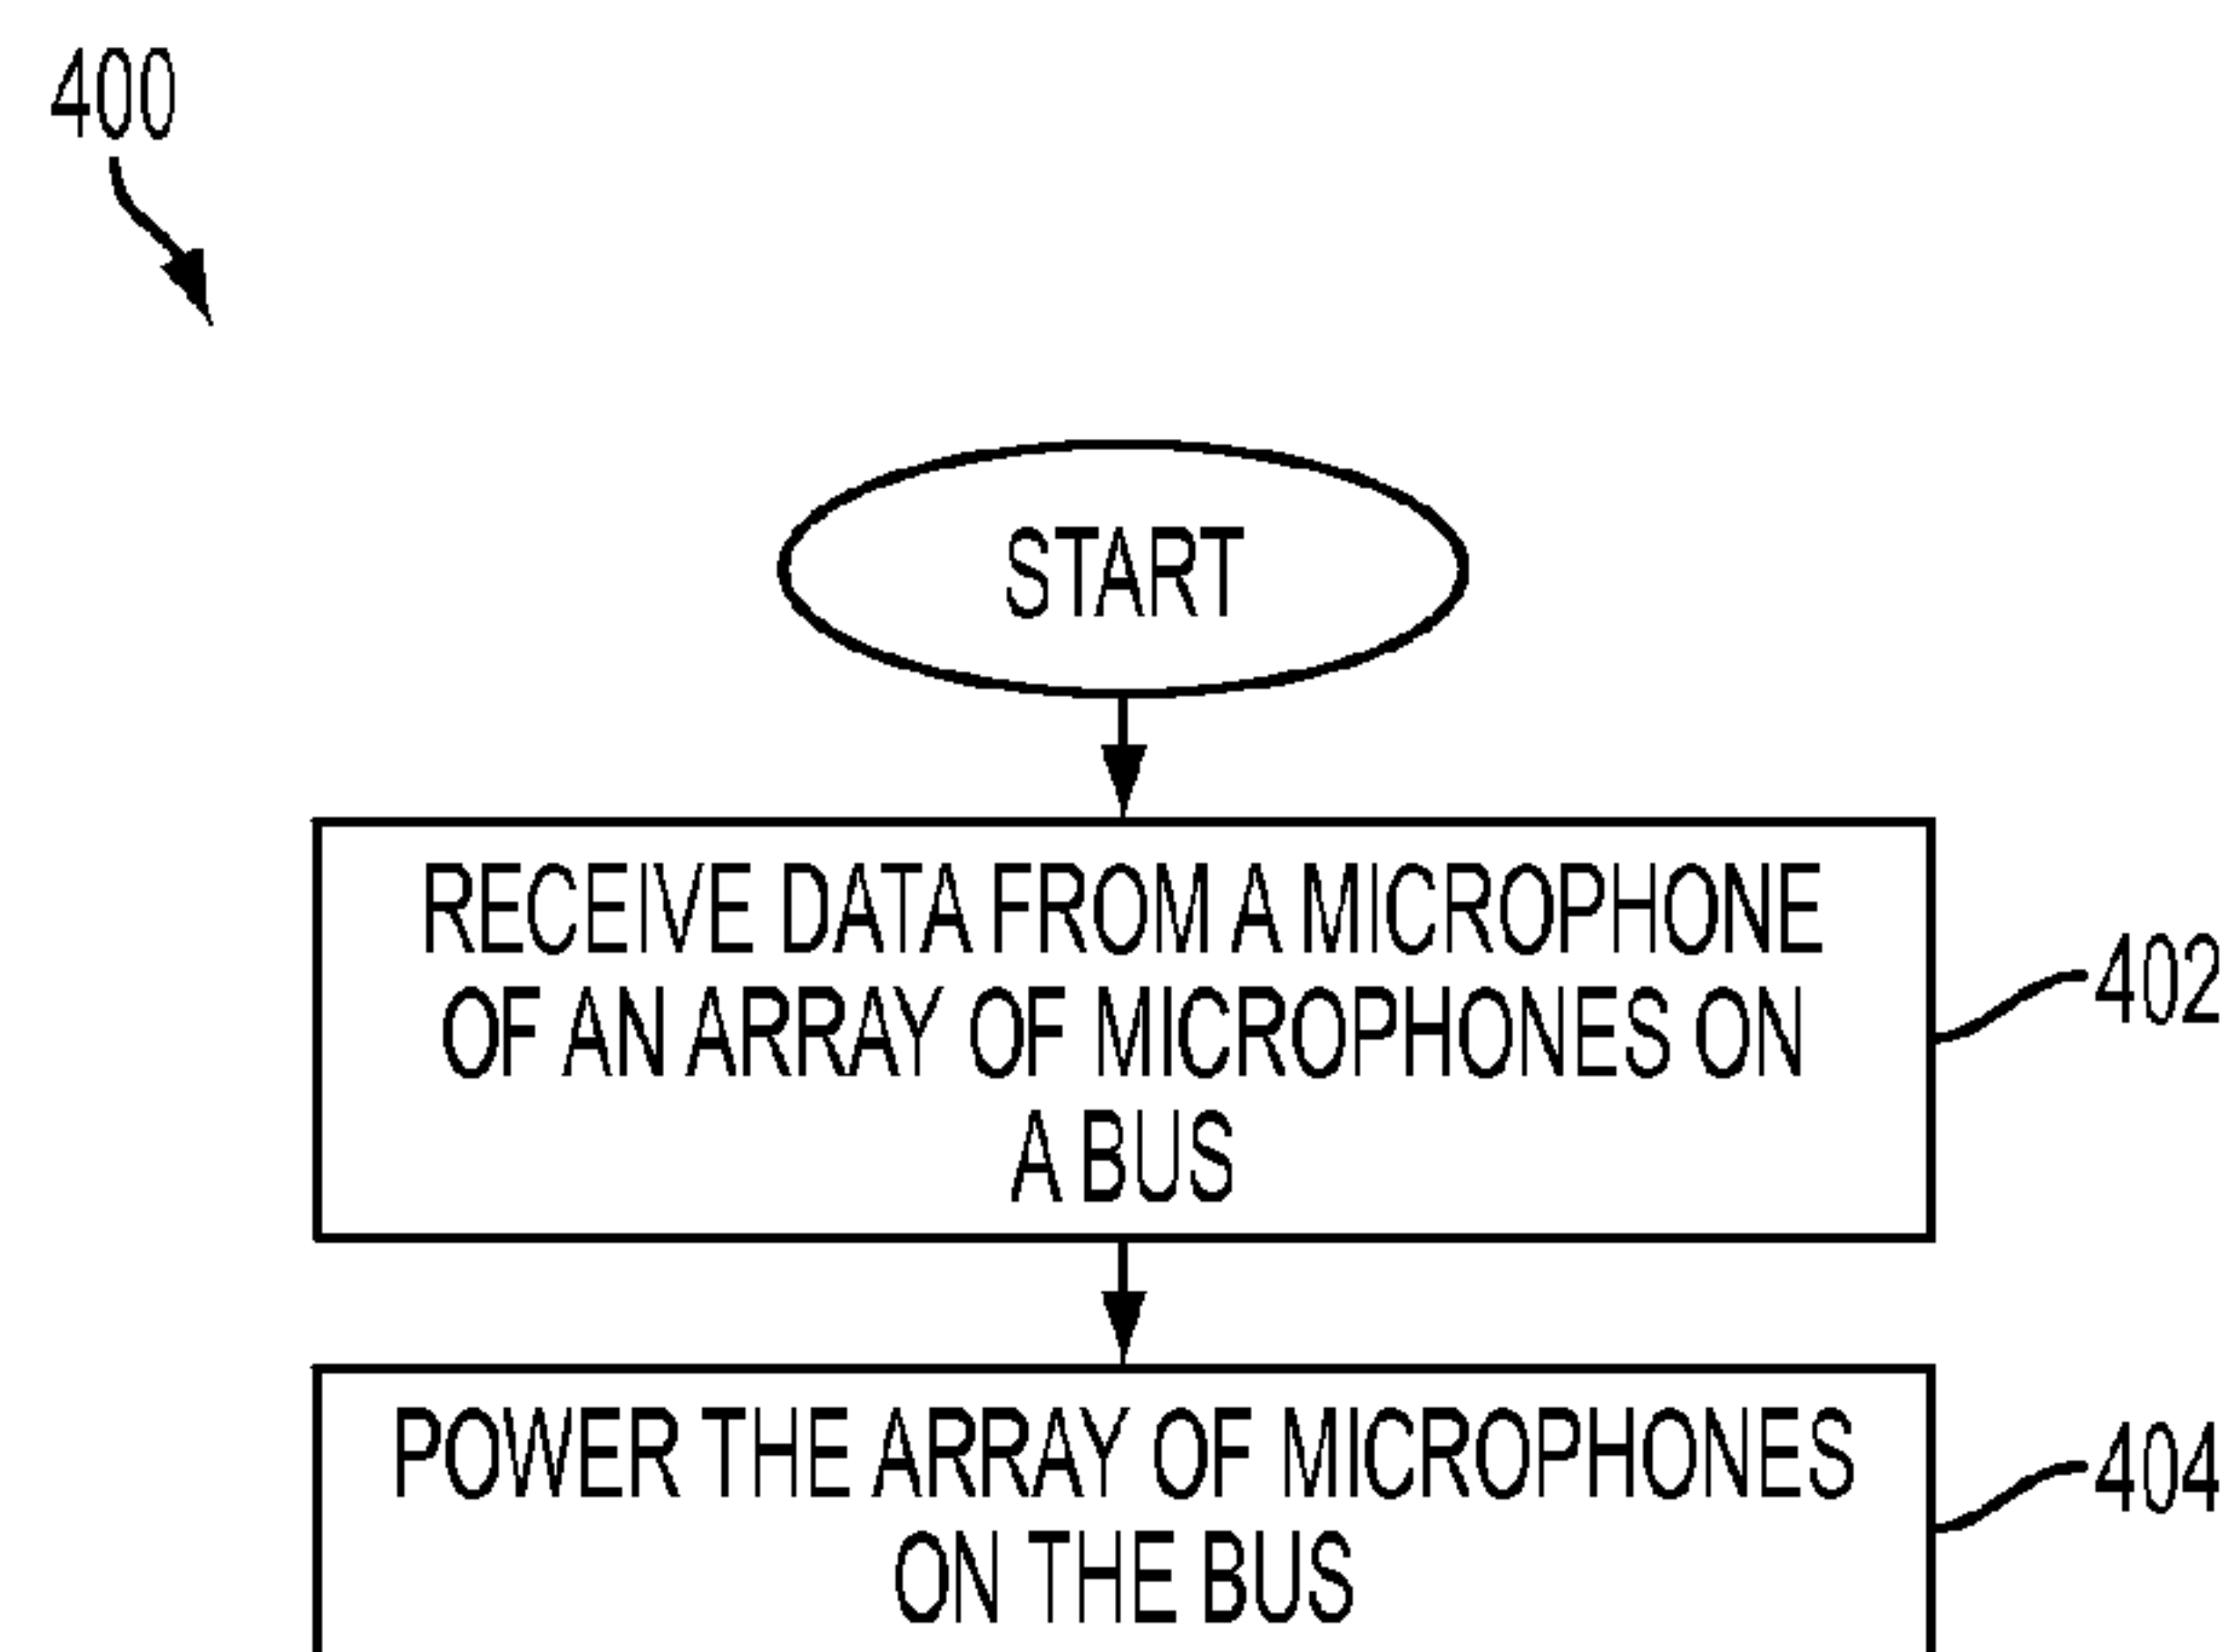 400
START
RECEIVE DATA FROM A MICROPHONE
OF AN ARRAY OF MICROPHONES ON
A BUS
402
POWER THE ARRAY OF MICROPHONES
ON THE BUS
404